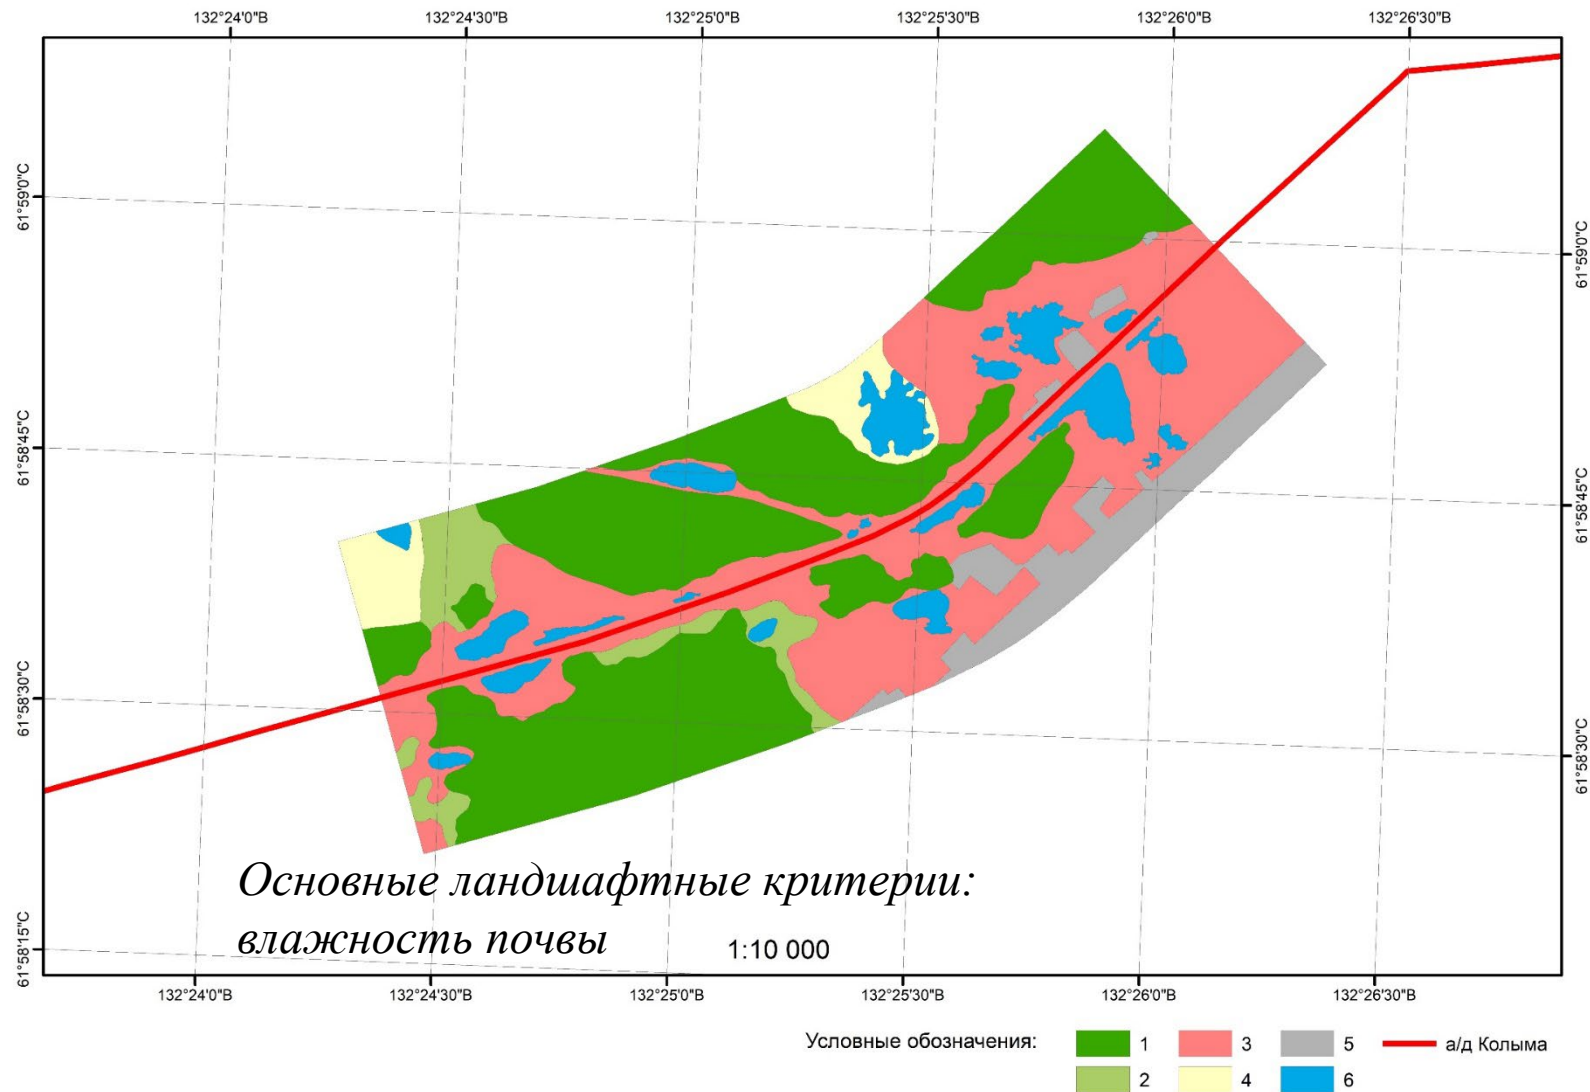 132°24'0"В 132°24'30"В 132°25'0"В 132°25'30"В 132°26'0"В 132°26'30"В
61°59'0"С
61°59'0"С
61°58'45"С
61°58'45"С
61°58'30"С
61°58'30"С
61°58'15"С
Основные ландшафтные критерии:
влажность почвы
1:10 000
132°24'0"В 132°24'30"В 132°25'0"В 132°25'30"В 132°26'0"В 132°26'30"В
Условные обозначения: 1 3 5 а/д Колыма
2 4 6